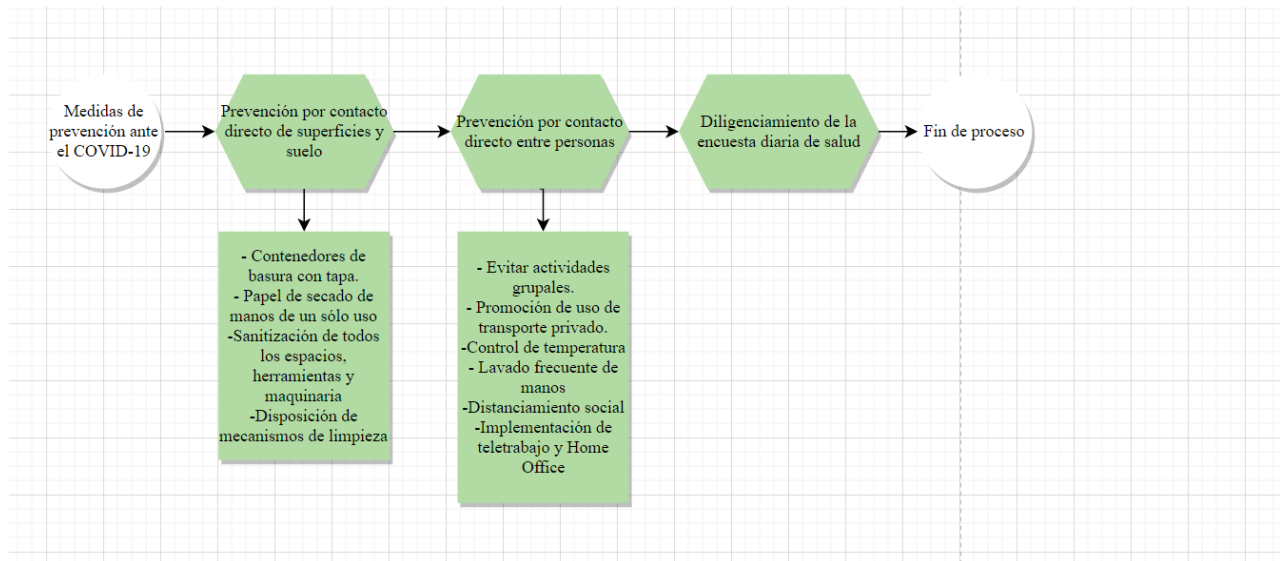 Medidas de
prevención ante
el COVID-19
Prevención por contacto
directo de superficies y
suelo
Prevención por contacto
directo entre personas
Diligenciamiento de la
encuesta diaria de salud
Fin de proceso
- Contenedores de
basura con tapa.
- Papel de secado de
manos de un sólo uso
-Sanitización de todos
los espacios,
herramientas y
maquinaria
-Disposición de
mecanismos de limpieza
- Evitar actividades
grupales.
- Promoción de uso de
transporte privado.
-Control de temperatura
- Lavado frecuente de
manos
-Distanciamiento social
-Implementación de
teletrabajo y Home
Office